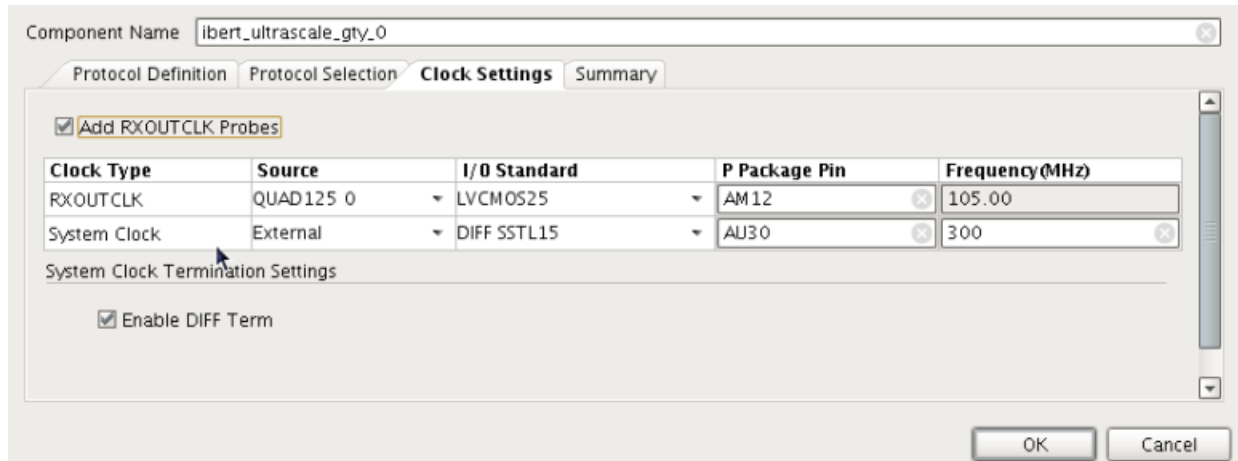 Component Name ibert_ultrascale_gty_0
Protocol Definition Protocol Selection Clock Settings Summary
Add RXOUTCLK Probes
Clock Type Source I/O Standard P Package Pin Frequency(MHz)
RXOUTCLK QUAD125 0 LVCMOS25 AM12 105.00
System Clock External DIFF SSTL15 AU30 300
System Clock Termination Settings
Enable DIFF Term
OK Cancel